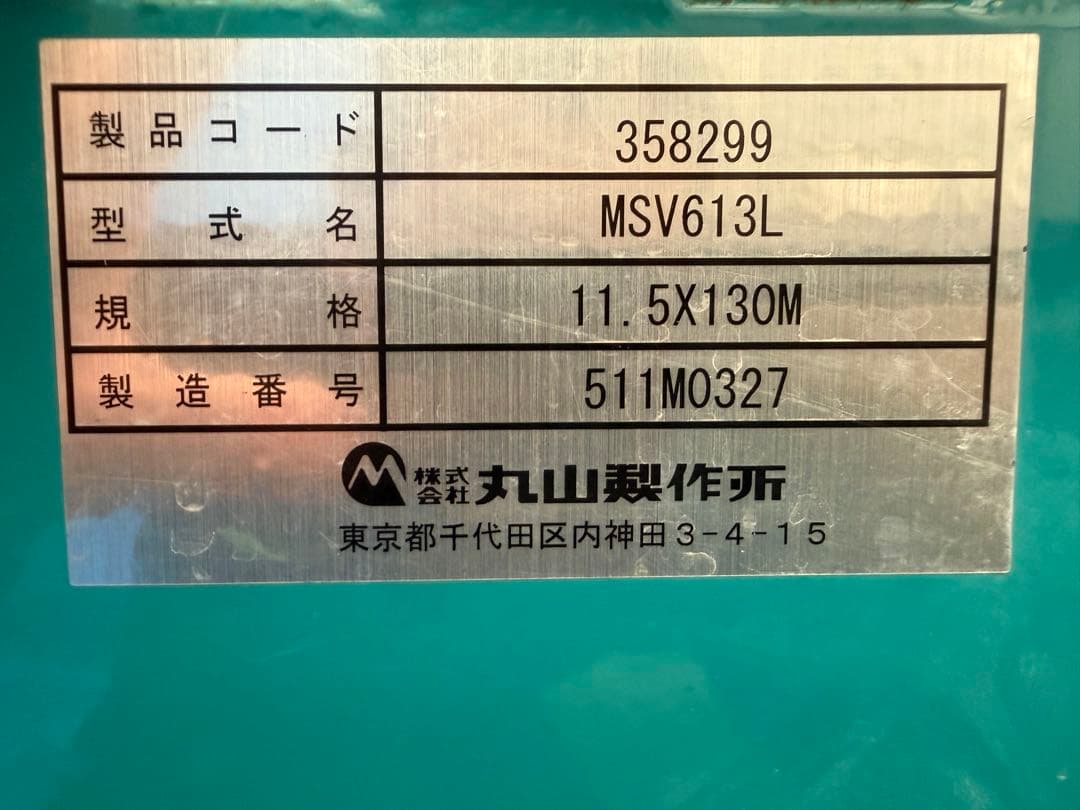 製品コード 358299
型式名 MSV613L
規格 11.5X130M
製造番号 511M0327
株式会社 丸山製作所
東京都千代田区内神田3-4-15